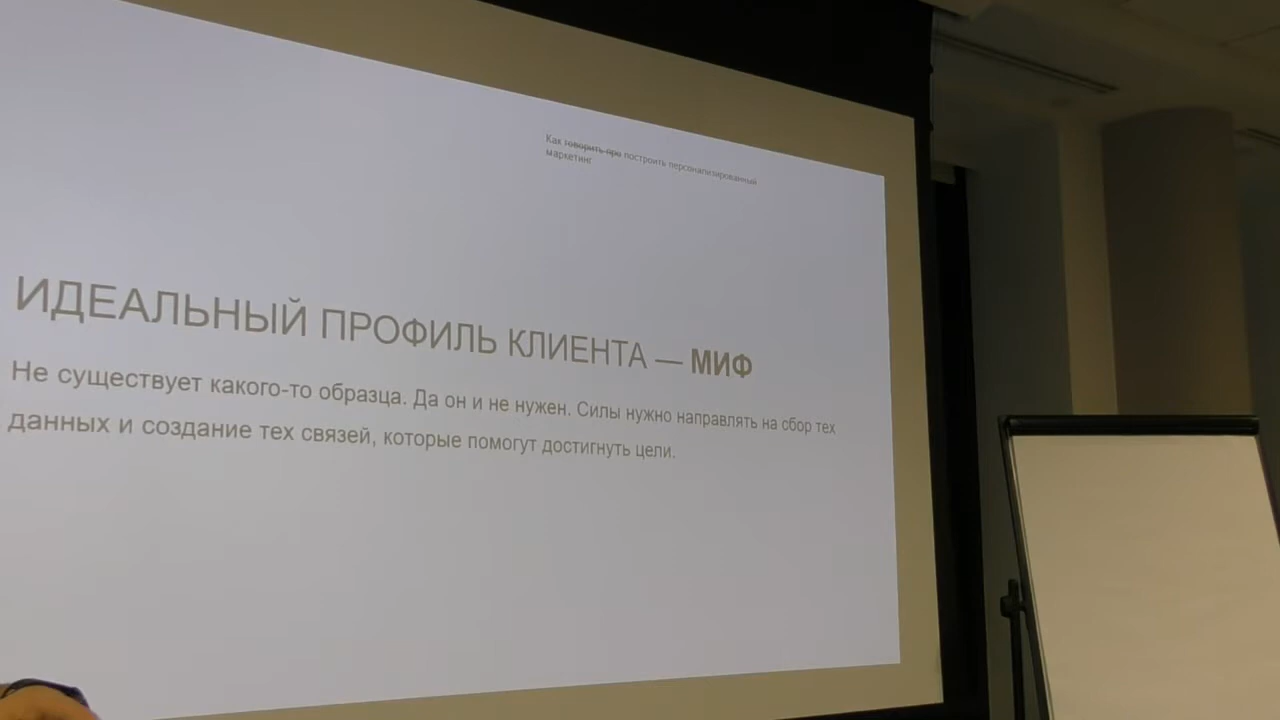 Как говорить про построить персонализированный
маркетинг
ИДЕАЛЬНЫЙ ПРОФИЛЬ КЛИЕНТА — МИФ
Не существует какого-то образца. Да он и не нужен. Силы нужно направлять на сбор тех
данных и создание тех связей, которые помогут достигнуть цели.